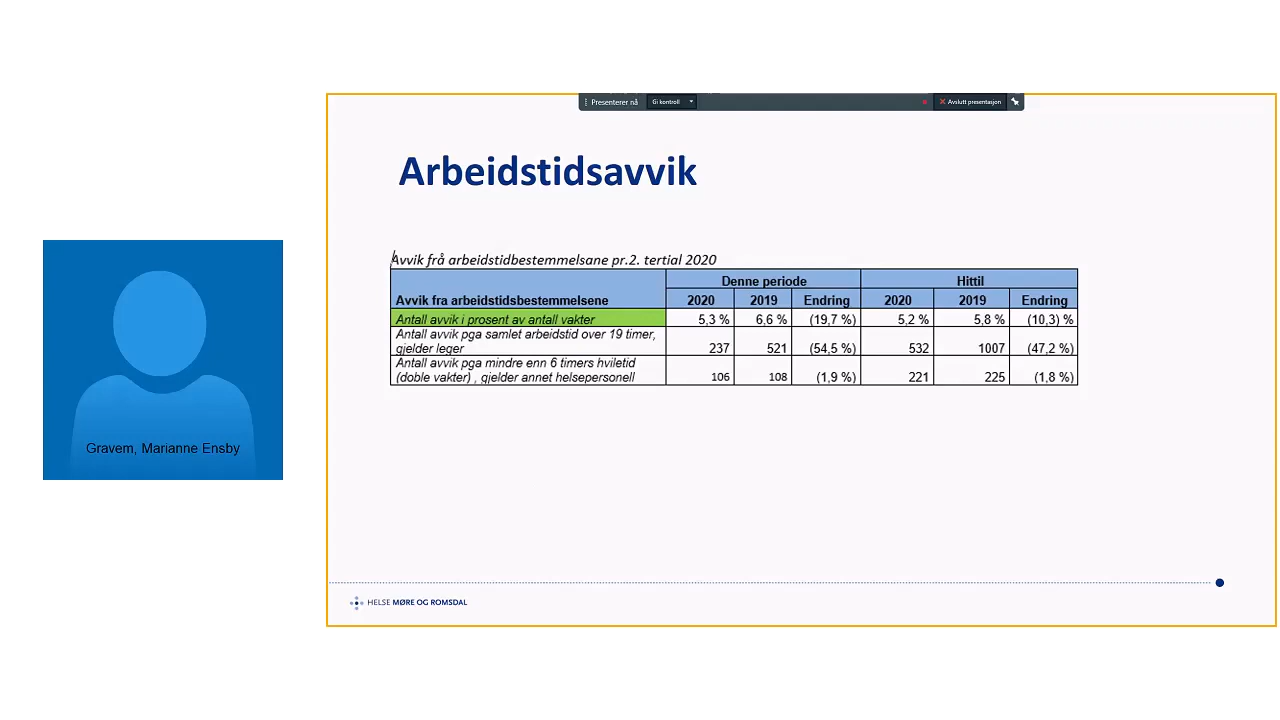 Presenterer nå Gi kontroll Avslutt presentasjon
Arbeidstidsavvik
Avvik frå arbeidstidbestemmelsane pr.2. tertial 2020
Denne periode Hittil
Avvik fra arbeidstidsbestemmelsene 2020 2019 Endring 2020 2019 Endring
Antall avvik i prosent av antall vakter 5,3 % 6,6 % (19,7 %) 5,2 % 5,8 % (10,3) %
Antall avvik pga samlet arbeidstid over 19 timer,
gjelder leger 237 521 (54,5 %) 532 1007 (47,2 %)
Antall avvik pga mindre enn 6 timers hviletid
(doble vakter) , gjelder annet helsepersonell 106 108 (1,9 %) 221 225 (1,8 %)
Gravem, Marianne Ensby
HELSE MØRE OG ROMSDAL